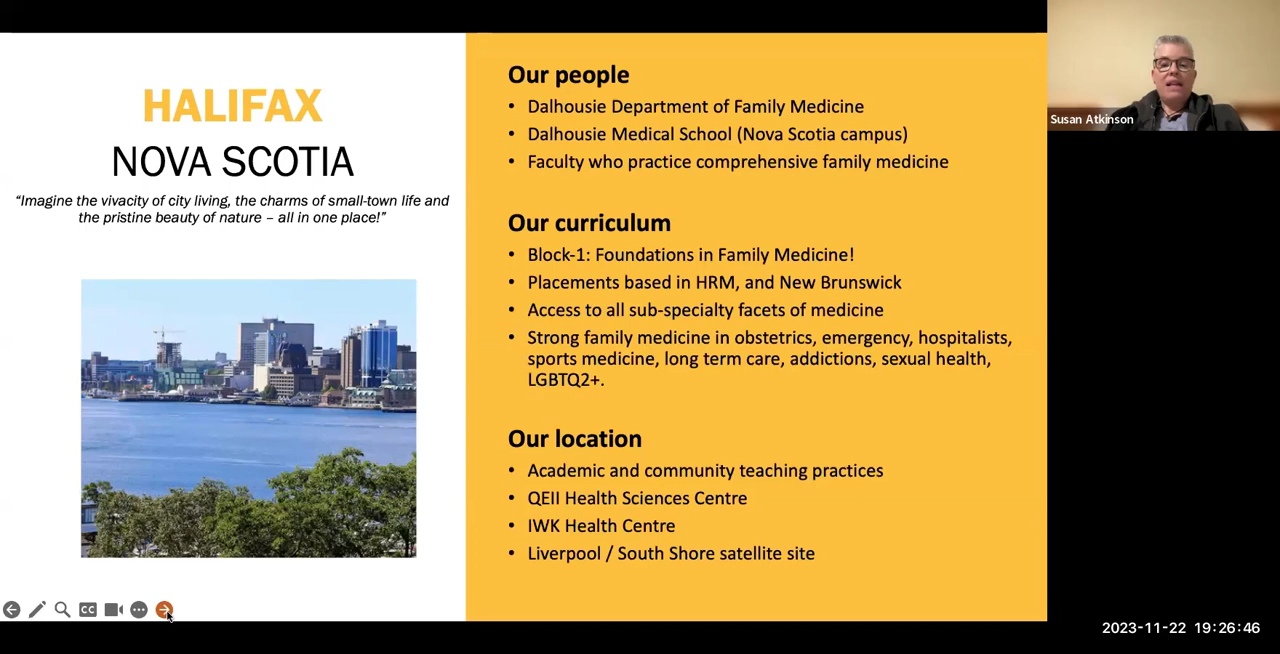 HALIFAX
NOVA SCOTIA
“Imagine the vivacity of city living, the charms of small-town life and
the pristine beauty of nature – all in one place!”
Our people
• Dalhousie Department of Family Medicine
• Dalhousie Medical School (Nova Scotia campus)
• Faculty who practice comprehensive family medicine
Our curriculum
• Block-1: Foundations in Family Medicine!
• Placements based in HRM, and New Brunswick
• Access to all sub-specialty facets of medicine
• Strong family medicine in obstetrics, emergency, hospitalists,
sports medicine, long term care, addictions, sexual health,
LGBTQ2+.
Our location
• Academic and community teaching practices
• QEII Health Sciences Centre
• IWK Health Centre
• Liverpool / South Shore satellite site
Susan Atkinson
CC
2023-11-22 19:26:46